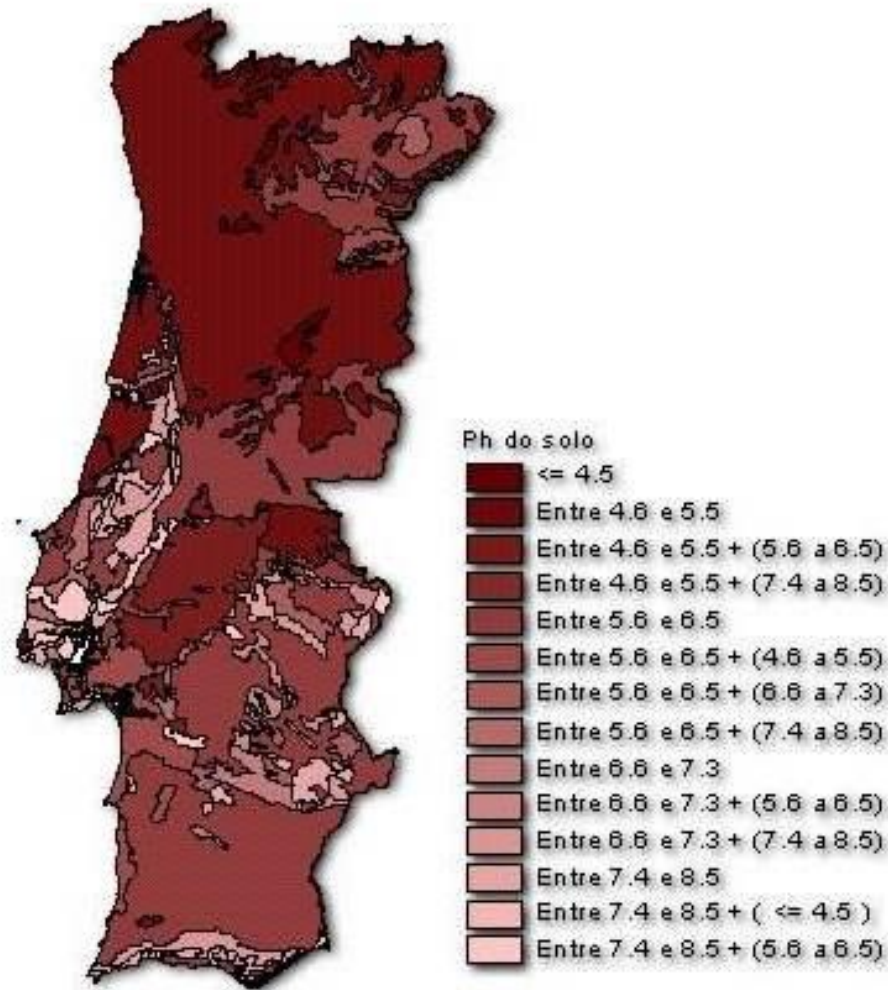 Ph do solo
<= 4.5
Entre 4.6 e 5.5
Entre 4.6 e 5.5 + (5.6 a 6.5)
Entre 4.6 e 5.5 + (7.4 a 8.5)
Entre 5.6 e 6.5
Entre 5.6 e 6.5 + (4.6 a 5.5)
Entre 5.6 e 6.5 + (6.6 a 7.3)
Entre 5.6 e 6.5 + (7.4 a 8.5)
Entre 6.6 e 7.3
Entre 6.6 e 7.3 + (5.6 a 6.5)
Entre 6.6 e 7.3 + (7.4 a 8.5)
Entre 7.4 e 8.5
Entre 7.4 e 8.5 + ( <= 4.5 )
Entre 7.4 e 8.5 + (5.6 a 6.5)